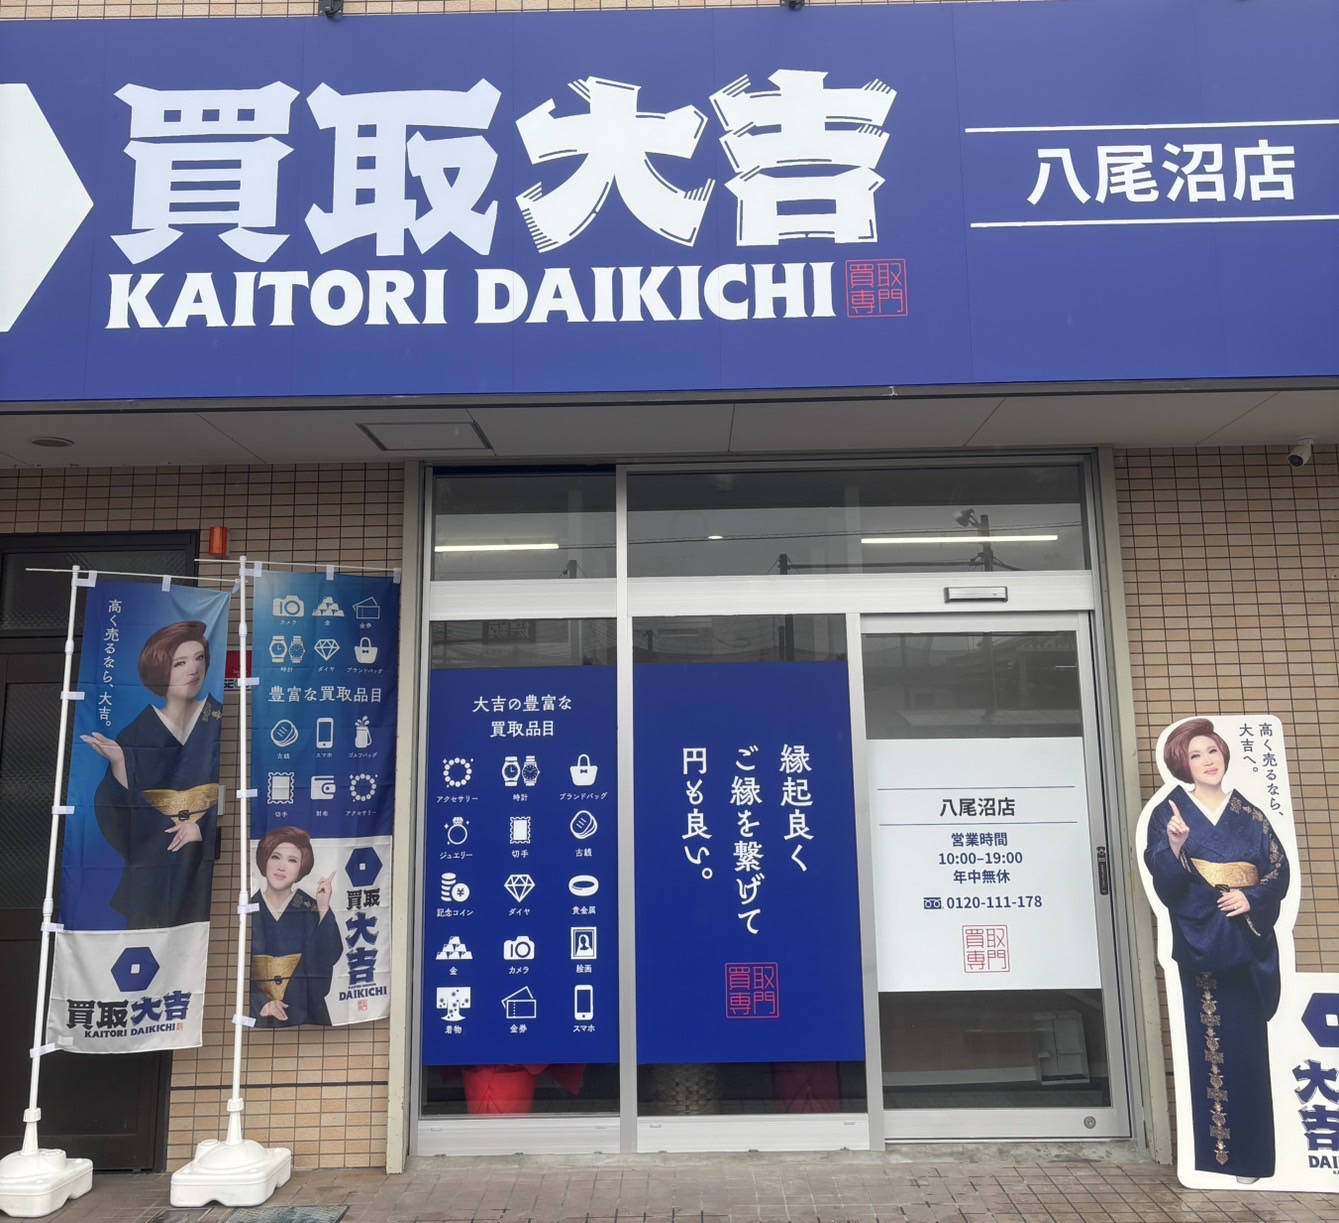 買取大吉
KAITORI DAIKICHI
買取
専門
八尾沼店
高く売るなら、大吉。
買取大吉
KAITORI DAIKICHI
カメラ
金
金券
時計
ダイヤ
ブランドバッグ
豊富な買取品目
古銭
スマホ
ゴルフバッグ
切手
財布
アクセサリー
買取
大吉
DAIKICHI
大吉の豊富な
買取品目
アクセサリー
時計
ブランドバッグ
ジュエリー
切手
古銭
記念コイン
ダイヤ
貴金属
金
カメラ
絵画
着物
金券
スマホ
縁起良く
ご縁を繋げて
円も良い。
買取
専門
八尾沼店
営業時間
10:00–19:00
年中無休
0120-111-178
買取
専門
高く売るなら、
大吉へ。